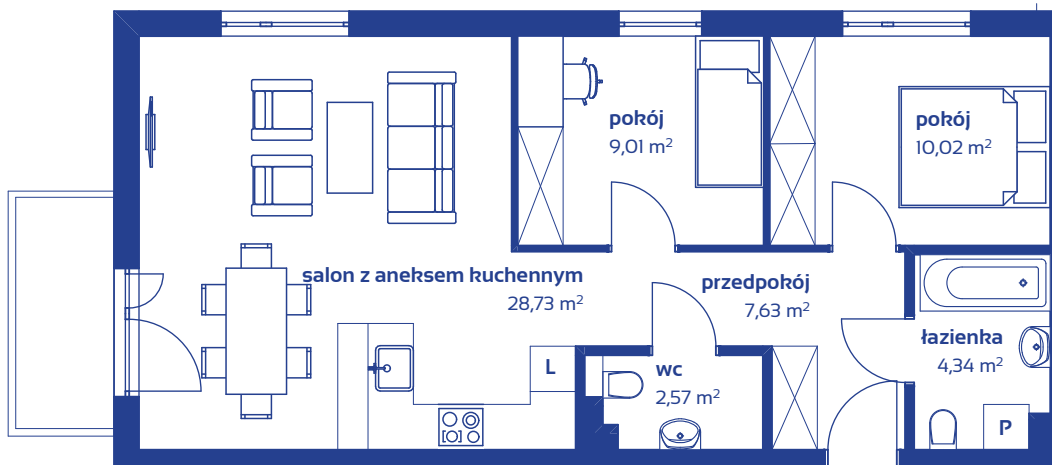 pokój
9,01 m²
pokój
10,02 m²
salon z aneksem kuchennym
28,73 m²
przedpokój
7,63 m²
łazienka
4,34 m²
L
wc
2,57 m²
P